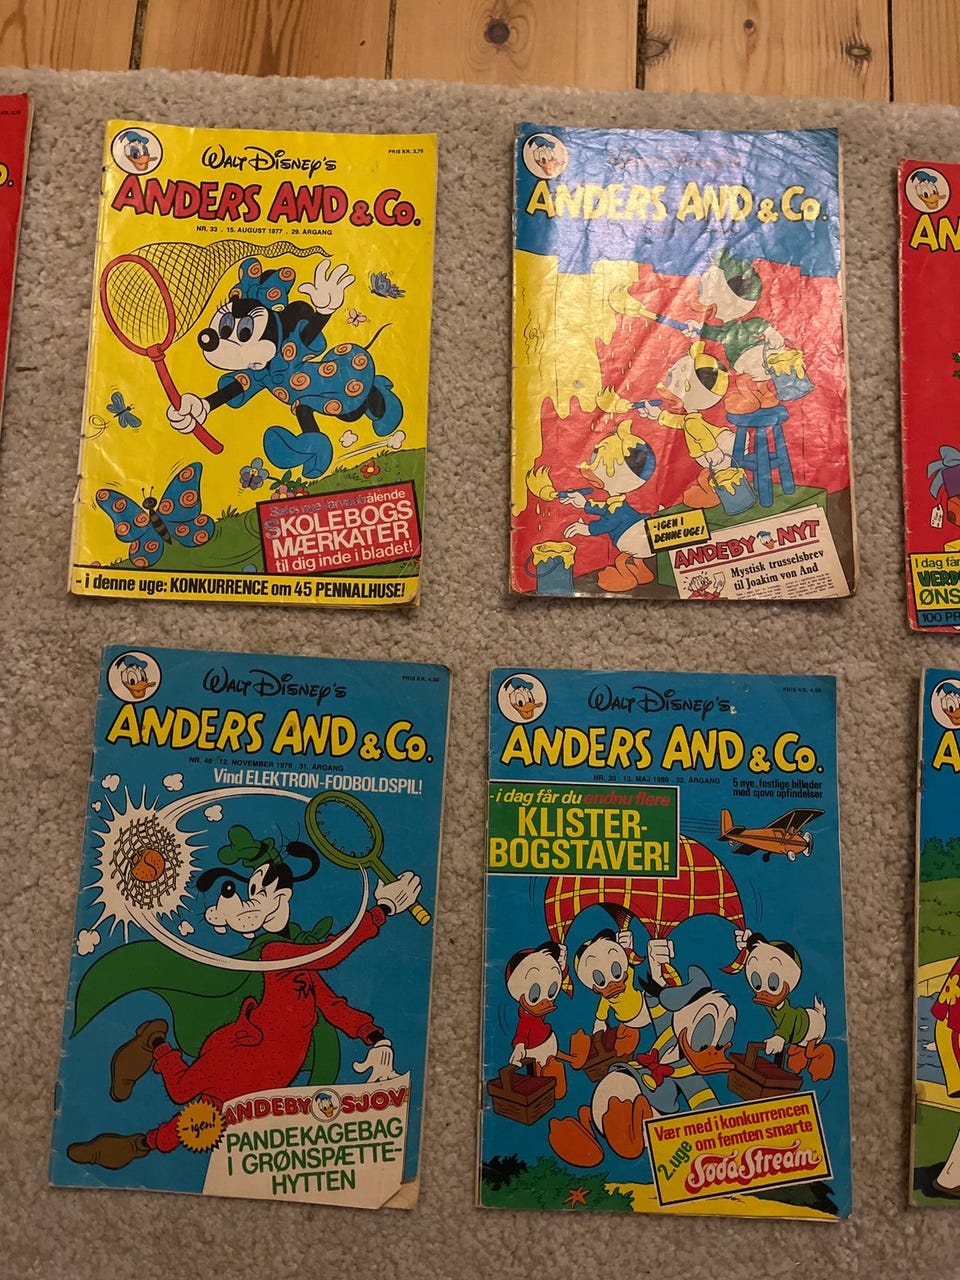 WALT DISNEY'S
PRIS KR. 3,75
ANDERS AND & Co.
NR. 33 . 15. AUGUST 1977 . 29. ÅRGANG
SKOLEBOGS
MÆRKATER
til dig inde i bladet!
- i denne uge: KONKURRENCE om 45 PENNALHUSE!
ANDERS AND & Co.
-IGEN I
DENNE UGE!
ANDEBY NYT
Mystisk trusselsbrev
til Joakim von And
AN
I dag får
ØNS
100 PR
WALT DISNEY'S
PRIS KR. 4,50
ANDERS AND & Co.
NR. 46 . 12. NOVEMBER 1979 . 31. ÅRGANG
Vind ELEKTRON-FODBOLDSPIL!
SM
ANDEBY SJOV
-igen!
PANDEKAGEBAG
I GRØNSPÆTTE-
HYTTEN
WALT DISNEY'S
PRIS KR. 4,95
ANDERS AND & Co.
NR. 20 . 12. MAJ 1980 . 32. ÅRGANG
5 nye, festlige billeder
med sjove opfindelser
- i dag får du endnu flere
KLISTER-
BOGSTAVER!
Vær med i konkurrencen
2. uge om femten smarte
SodaStream
A